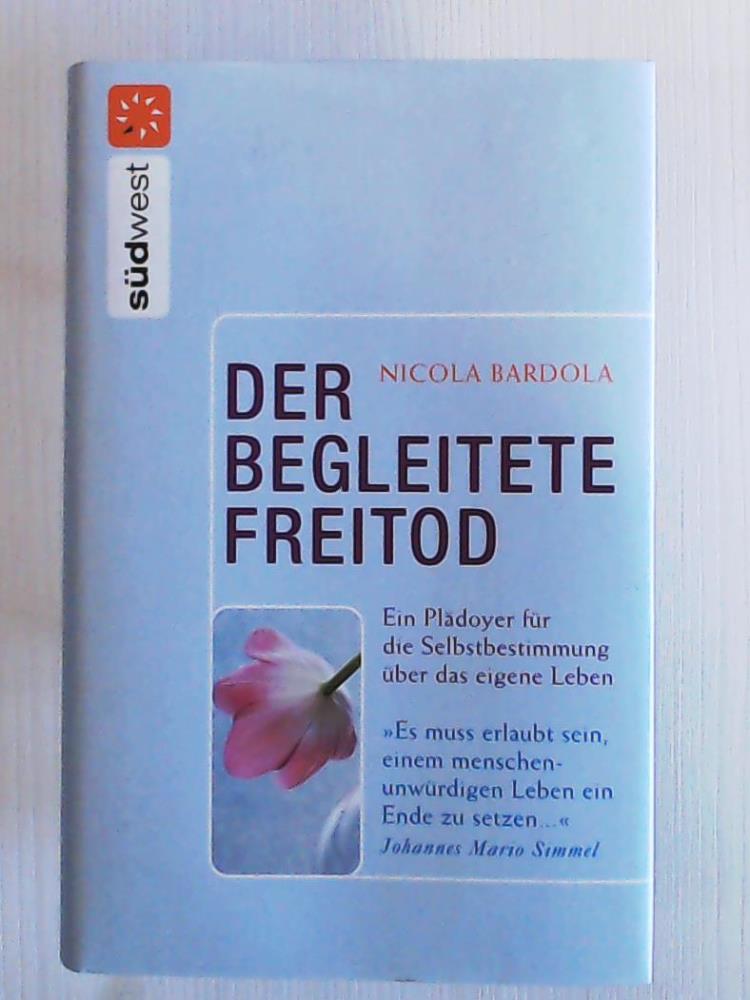 südwest
NICOLA BARDOLA
DER
BEGLEITETE
FREITOD
Ein Plädoyer für
die Selbstbestimmung
über das eigene Leben
»Es muss erlaubt sein,
einem menschen-
unwürdigen Leben ein
Ende zu setzen...«
Johannes Mario Simmel